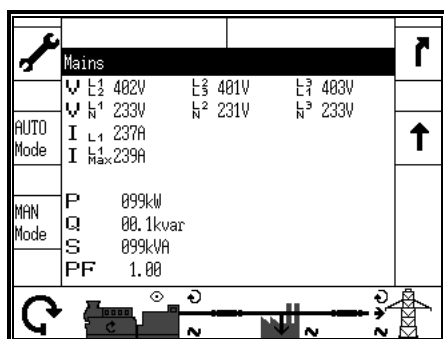 Mains
V L1 L2 402V L2 L3 401V L3 L1 403V
V L1 N 233V L2 N 231V L3 N 233V
AUTO Mode
I L1 237A
I L1 Max 239A
MAN Mode
P 099kW
Q 00.1kvar
S 099kVA
PF 1.00